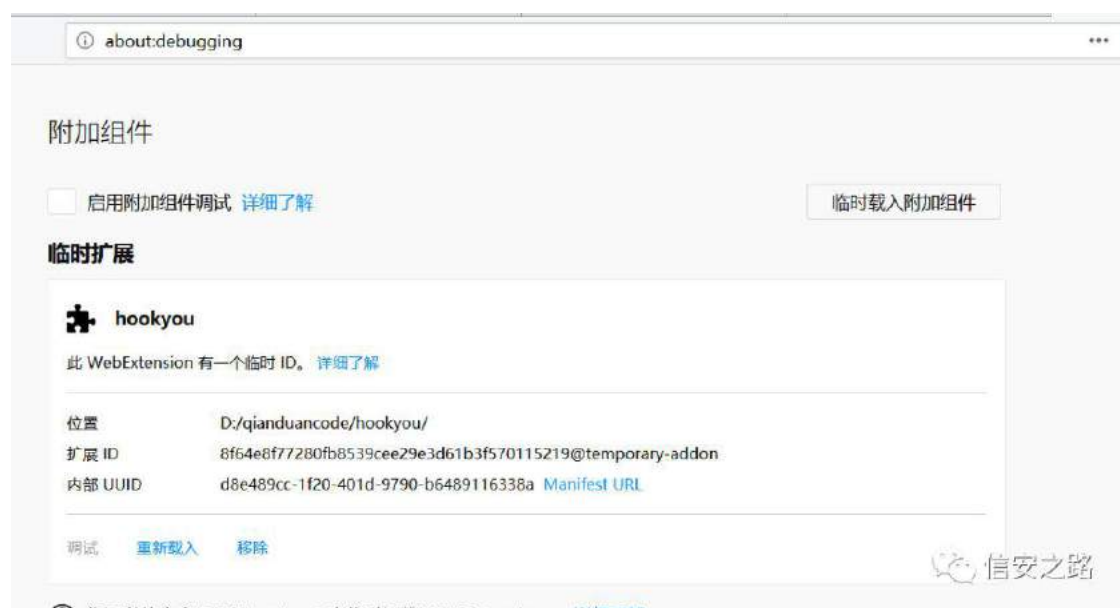 about:debugging
附加组件
启用附加组件调试 详细了解
临时载入附加组件
临时扩展
hookyou
此 WebExtension 有一个临时 ID。 详细了解
位置 D:/qianduancode/hookyou/
扩展 ID 8f64e8f77280fb8539cee29e3d61b3f570115219@temporary-addon
内部 UUID d8e489cc-1f20-401d-9790-b6489116338a Manifest URL
调试 重新载入 移除
信安之路